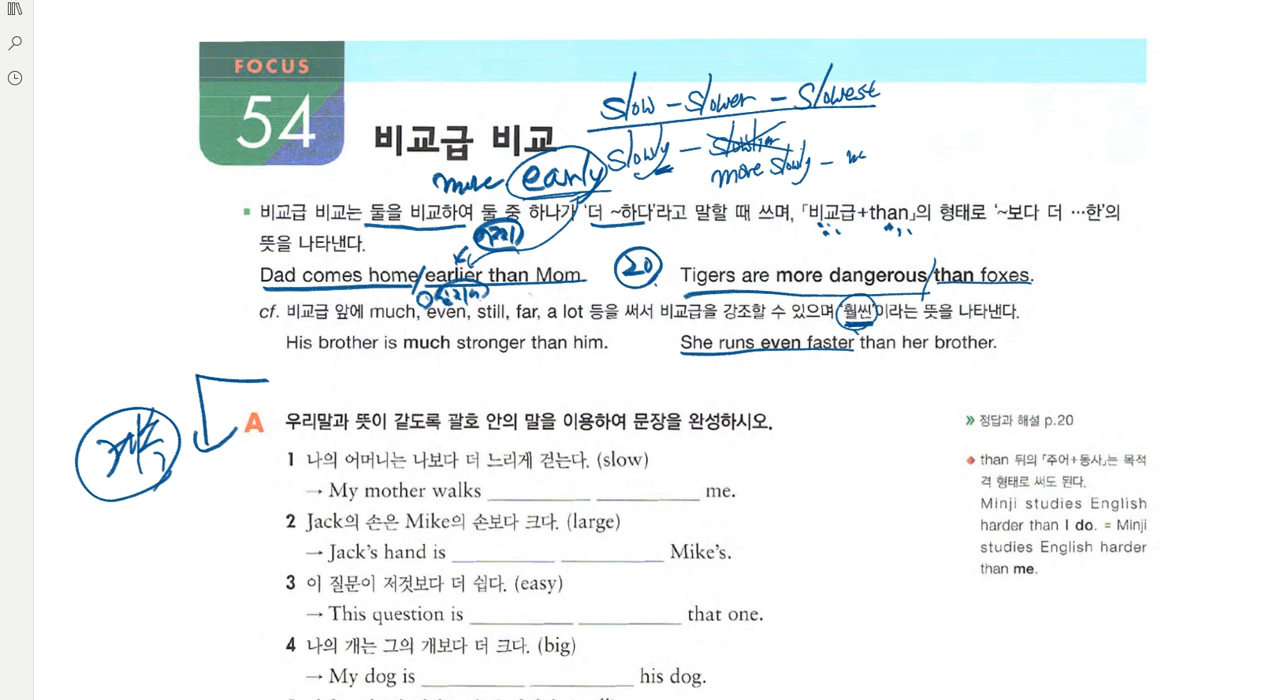 FOCUS
54
비교급 비교
slow - slower - slowest
slowly - slowlier
more slowly -
more early
▪ 비교급 비교는 둘을 비교하여 둘 중 하나가 ‘더 ~하다’라고 말할 때 쓰며, 「비교급+than」의 형태로 ‘~보다 더 …한’의
뜻을 나타낸다.
Dad comes home earlier than Mom.
20
Tigers are more dangerous than foxes.
cf. 비교급 앞에 much, even, still, far, a lot 등을 써서 비교급을 강조할 수 있으며 ‘훨씬’이라는 뜻을 나타낸다.
His brother is much stronger than him.
She runs even faster than her brother.
A 우리말과 뜻이 같도록 괄호 안의 말을 이용하여 문장을 완성하시오.
1 나의 어머니는 나보다 더 느리게 걷는다. (slow)
→ My mother walks ________ ________ me.
2 Jack의 손은 Mike의 손보다 크다. (large)
→ Jack’s hand is ________ ________ Mike’s.
3 이 질문이 저것보다 더 쉽다. (easy)
→ This question is ________ ________ that one.
4 나의 개는 그의 개보다 더 크다. (big)
→ My dog is ________ ________ his dog.
» 정답과 해설 p.20
◆ than 뒤의 「주어+동사」는 목적
격 형태로 써도 된다.
Minji studies English
harder than I do. = Minji
studies English harder
than me.